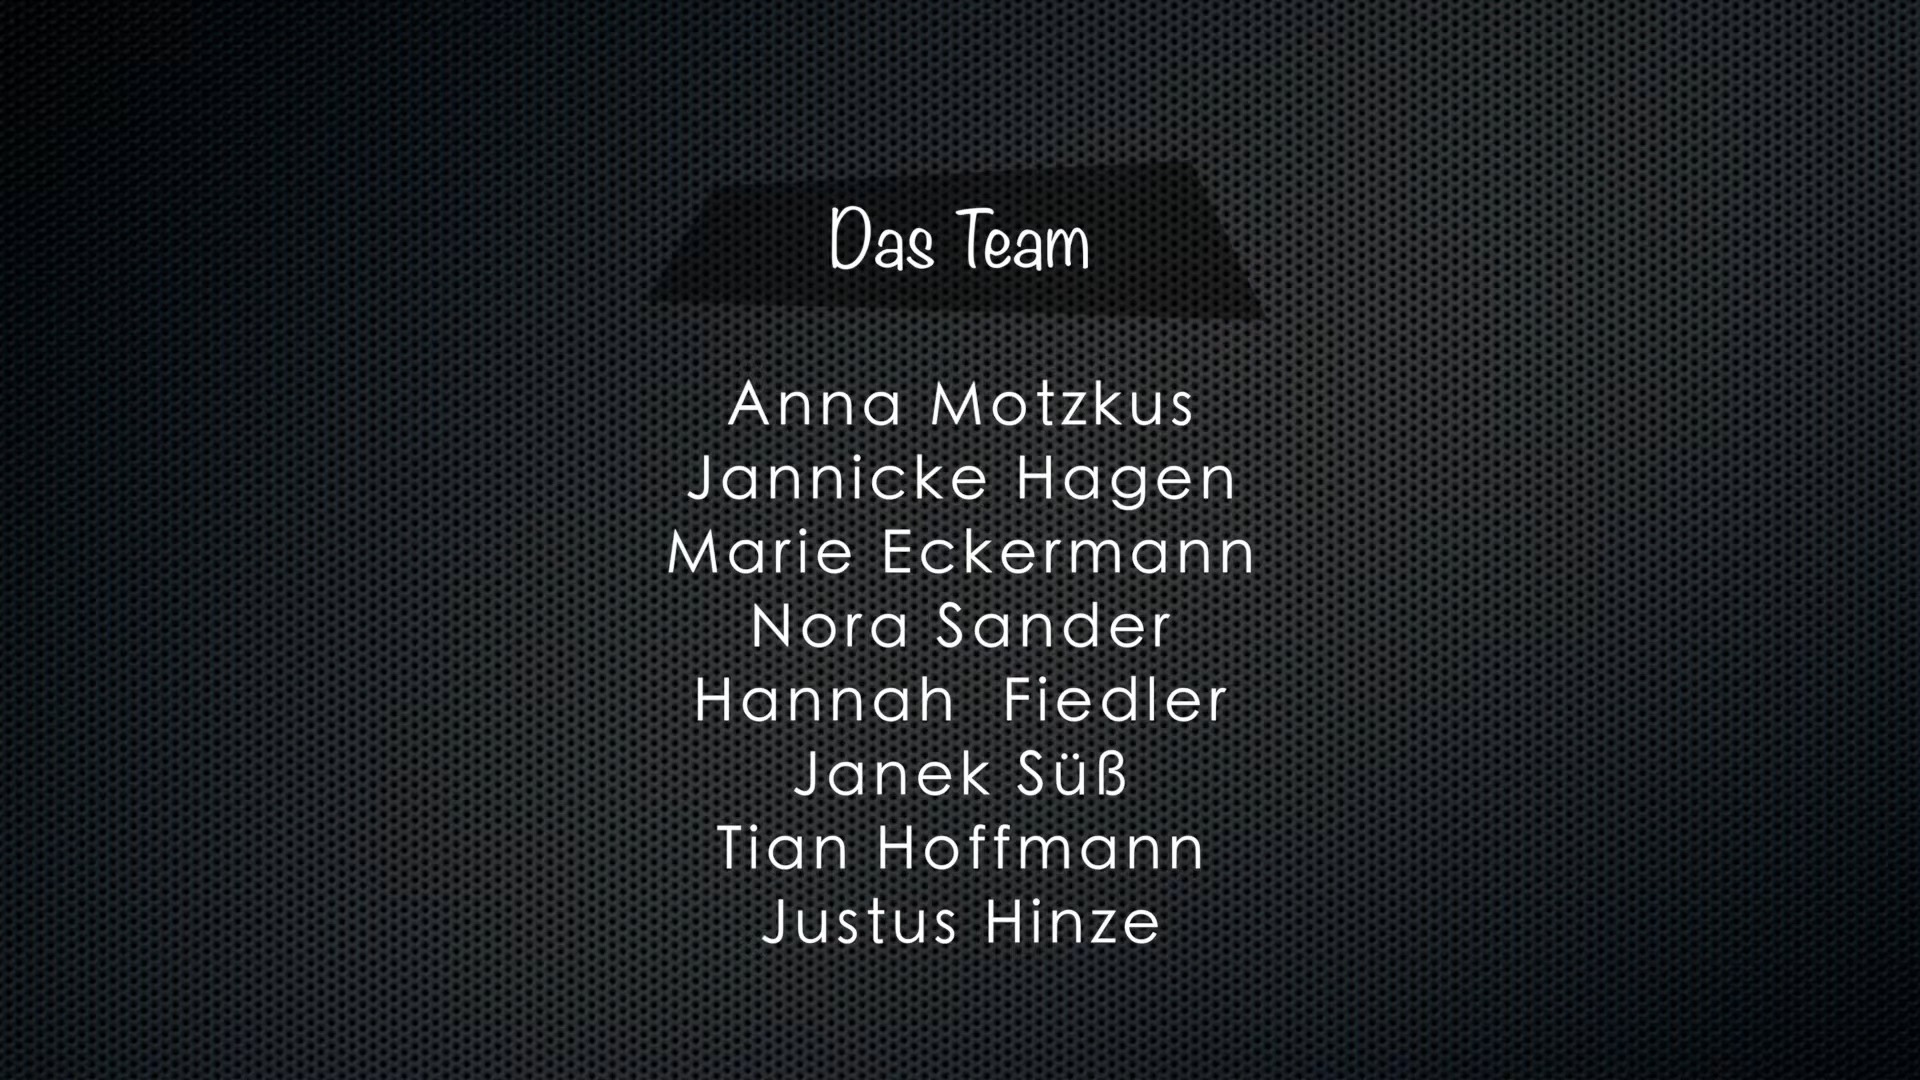 Das Team
Anna Motzkus
Jannicke Hagen
Marie Eckermann
Nora Sander
Hannah  Fiedler
Janek Süß
Tian Hoffmann
Justus Hinze